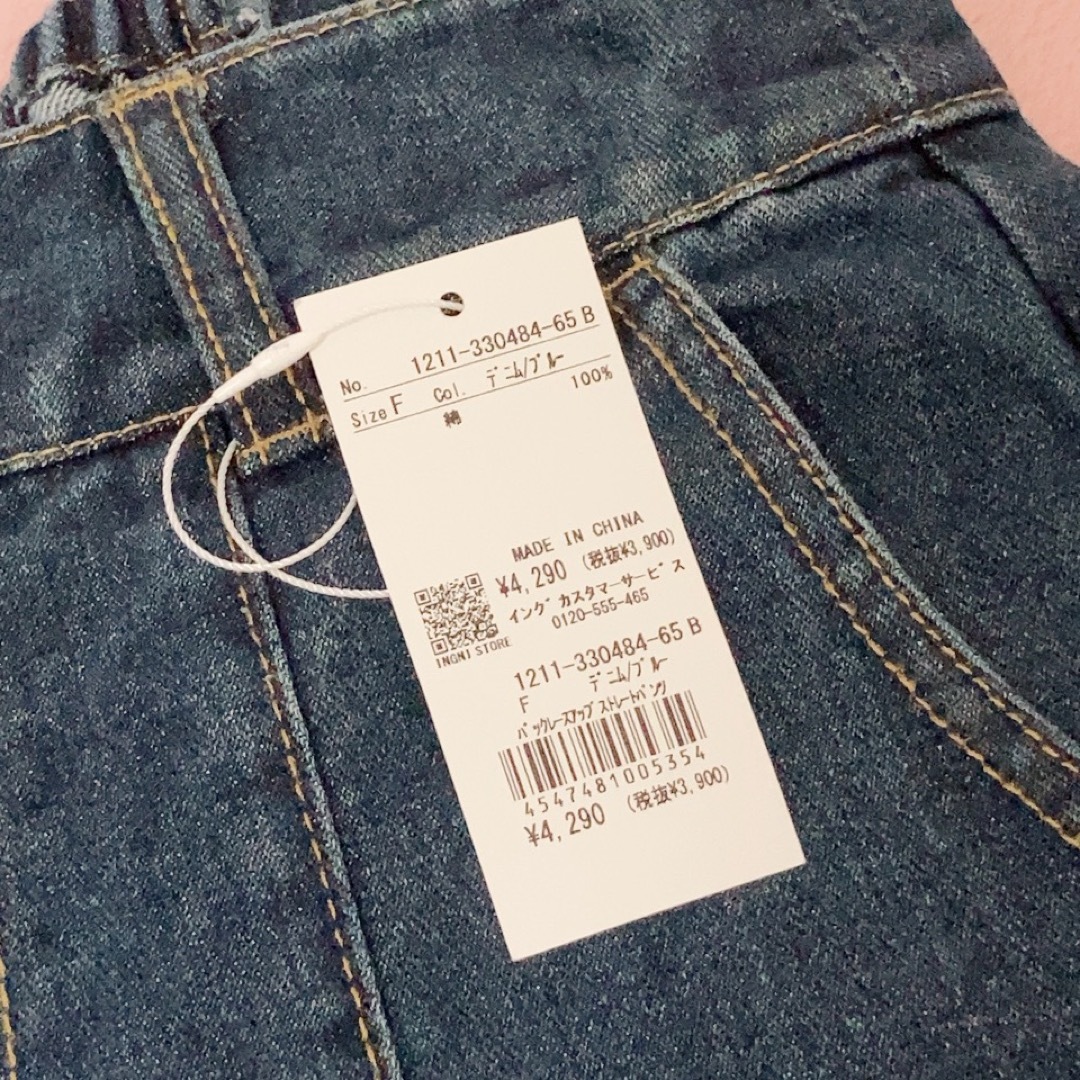 No. 1211-330484-65 B
Size F Col. デニム/ブルー
綿 100%
MADE IN CHINA
¥4,290 (税抜¥3,900)
イング カスタマーサービス
0120-555-465
INGNI STORE
1211-330484-65 B
F デニム/ブルー
バックレースアップストレートパンツ
4547481005354
¥4,290 (税抜¥3,900)